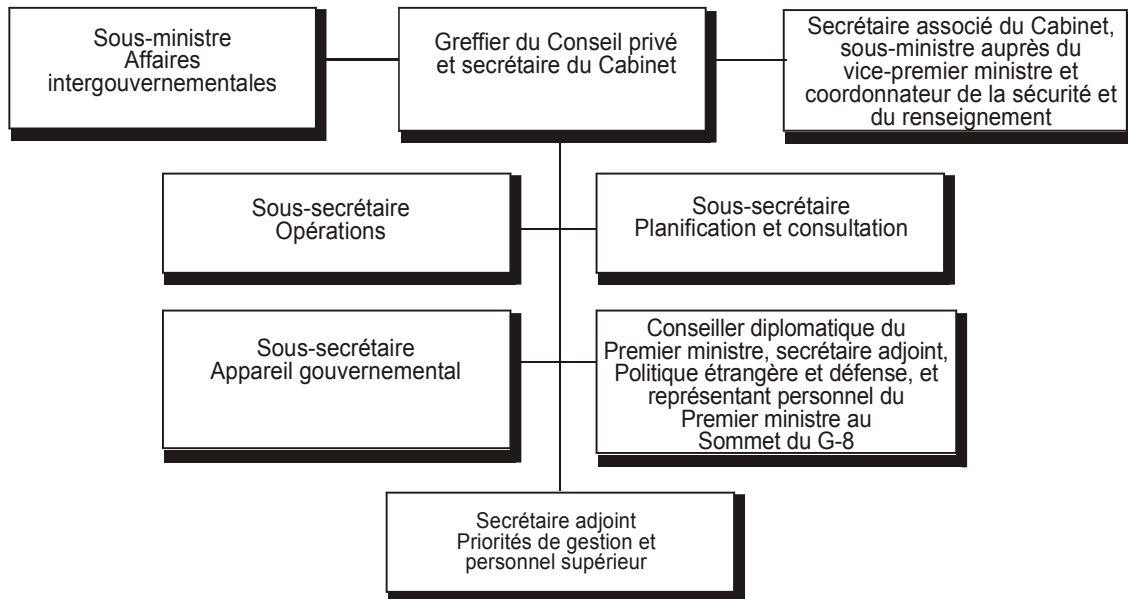 Sous-ministre
Affaires
intergouvernementales
Greffier du Conseil privé
et secrétaire du Cabinet
Secrétaire associé du Cabinet,
sous-ministre auprès du
vice-premier ministre et
coordonnateur de la sécurité et
du renseignement
Sous-secrétaire
Opérations
Sous-secrétaire
Planification et consultation
Sous-secrétaire
Appareil gouvernemental
Conseiller diplomatique du
Premier ministre, secrétaire adjoint,
Politique étrangère et défense, et
représentant personnel du
Premier ministre au
Sommet du G-8
Secrétaire adjoint
Priorités de gestion et
personnel supérieur